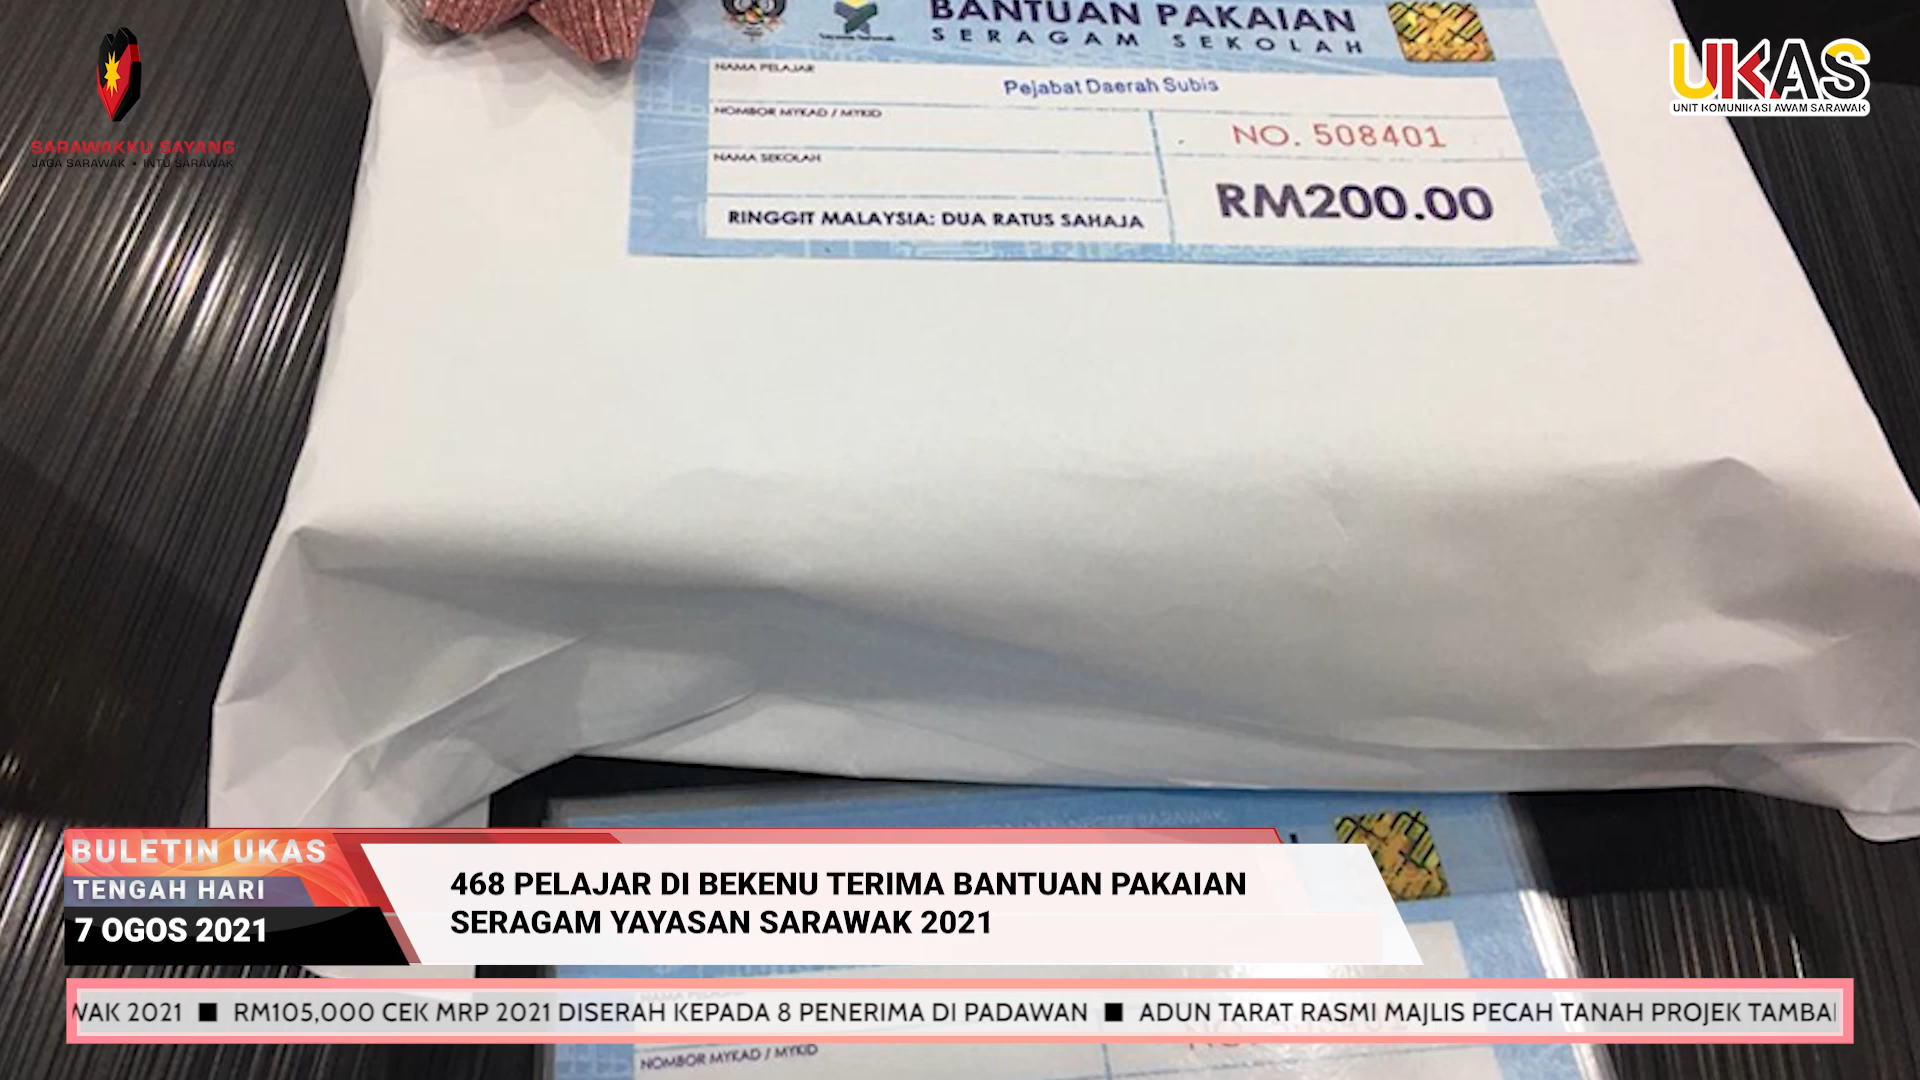 SARAWAKKU SAYANG
JAGA SARAWAK • INTU SARAWAK
UKAS
UNIT KOMUNIKASI AWAM SARAWAK
BANTUAN PAKAIAN
SERAGAM SEKOLAH
NAMA PELAJAR
Pejabat Daerah Subis
NOMBOR MYKAD / MYKID
NO. 508401
NAMA SEKOLAH
RM200.00
RINGGIT MALAYSIA: DUA RATUS SAHAJA
BULETIN UKAS
TENGAH HARI
7 OGOS 2021
468 PELAJAR DI BEKENU TERIMA BANTUAN PAKAIAN
SERAGAM YAYASAN SARAWAK 2021
WAK 2021 ■ RM105,000 CEK MRP 2021 DISERAH KEPADA 8 PENERIMA DI PADAWAN ■ ADUN TARAT RASMI MAJLIS PECAH TANAH PROJEK TAMBA
NOMBOR MYKAD / MYKID